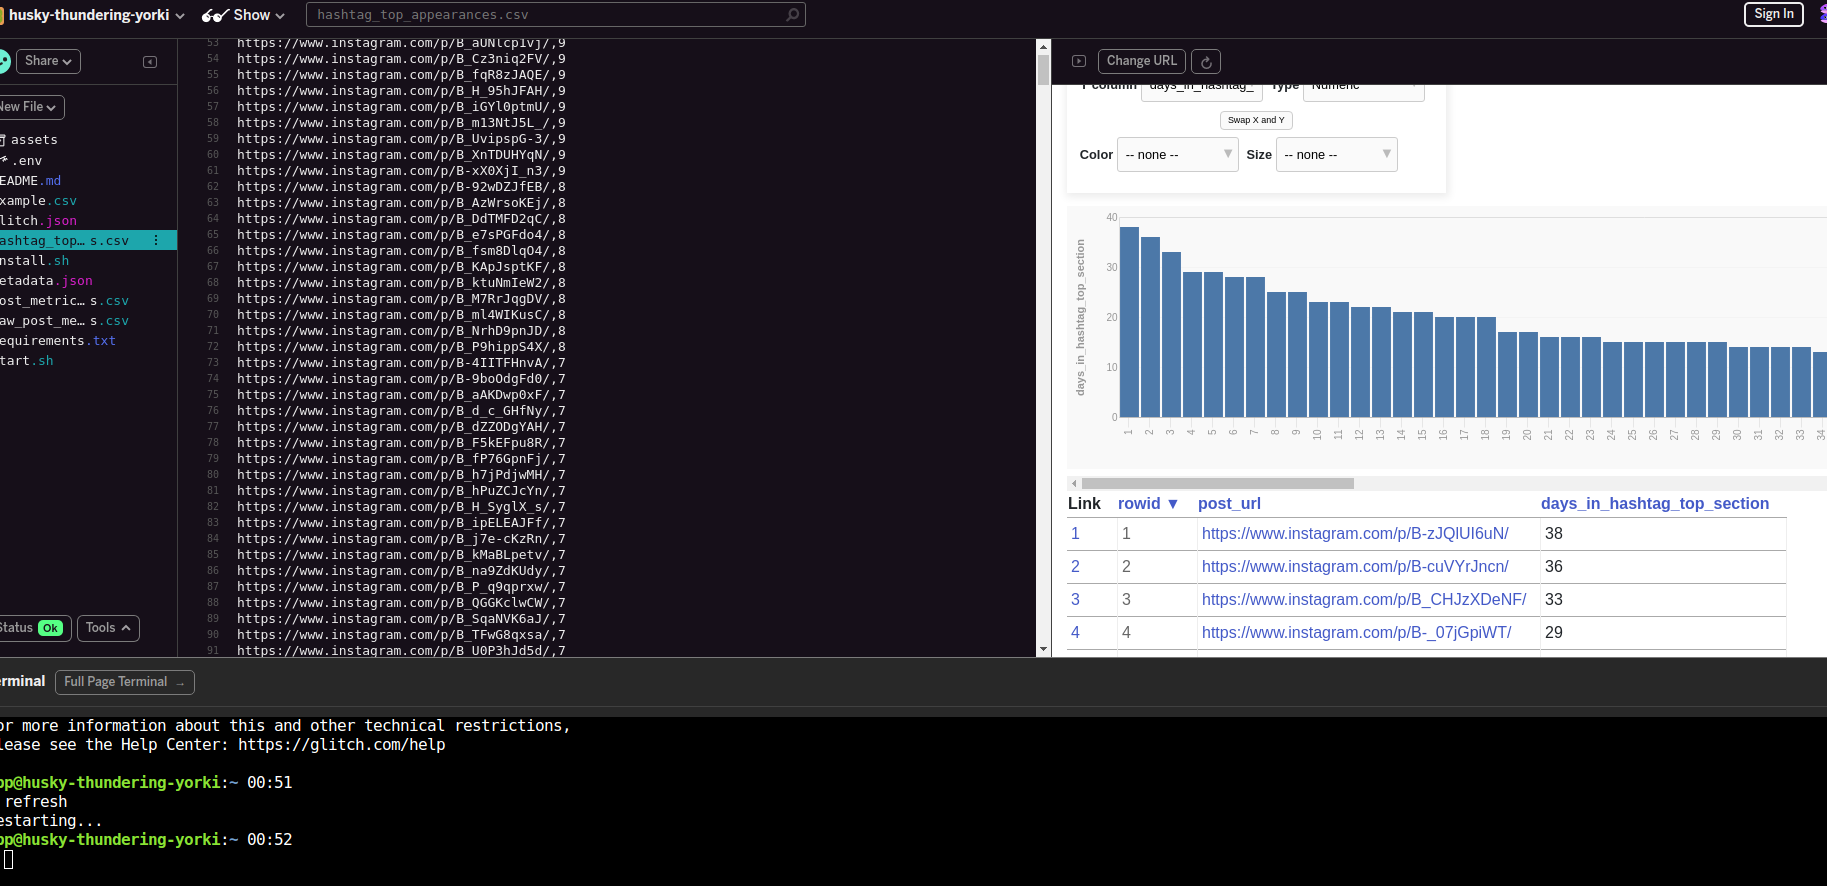 husky-thundering-yorki
Show
hashtag_top_appearances.csv
Sign In
Share
New File
assets
.env
EADME.md
xample.csv
litch.json
ashtag_top… s.csv
nstall.sh
etadata.json
ost_metric… s.csv
aw_post_me… s.csv
equirements.txt
tart.sh
Status Ok
Tools
53 https://www.instagram.com/p/B_aUNlcp1vj/,9
54 https://www.instagram.com/p/B_Cz3niq2FV/,9
55 https://www.instagram.com/p/B_fqR8zJAQE/,9
56 https://www.instagram.com/p/B_H_95hJFAH/,9
57 https://www.instagram.com/p/B_iGYl0ptmU/,9
58 https://www.instagram.com/p/B_m13NtJ5L_/,9
59 https://www.instagram.com/p/B_UvipspG-3/,9
60 https://www.instagram.com/p/B_XnTDUHYqN/,9
61 https://www.instagram.com/p/B-xX0XjI_n3/,9
62 https://www.instagram.com/p/B-92wDZJfEB/,8
63 https://www.instagram.com/p/B_AzWrsoKEj/,8
64 https://www.instagram.com/p/B_DdTMFD2qC/,8
65 https://www.instagram.com/p/B_e7sPGFdo4/,8
66 https://www.instagram.com/p/B_fsm8DlqO4/,8
67 https://www.instagram.com/p/B_KApJsptKF/,8
68 https://www.instagram.com/p/B_ktuNmIeW2/,8
69 https://www.instagram.com/p/B_M7RrJqgDV/,8
70 https://www.instagram.com/p/B_ml4WIKusC/,8
71 https://www.instagram.com/p/B_NrhD9pnJD/,8
72 https://www.instagram.com/p/B_P9hippS4X/,8
73 https://www.instagram.com/p/B-4IITFHnvA/,7
74 https://www.instagram.com/p/B-9boOdgFd0/,7
75 https://www.instagram.com/p/B_aAKDwp0xF/,7
76 https://www.instagram.com/p/B_d_c_GHfNy/,7
77 https://www.instagram.com/p/B_dZZODgYAH/,7
78 https://www.instagram.com/p/B_F5kEFpu8R/,7
79 https://www.instagram.com/p/B_fP76GpnFj/,7
80 https://www.instagram.com/p/B_h7jPdjwMH/,7
81 https://www.instagram.com/p/B_hPuZCJcYn/,7
82 https://www.instagram.com/p/B_H_SyglX_s/,7
83 https://www.instagram.com/p/B_ipELEAJFf/,7
84 https://www.instagram.com/p/B_j7e-cKzRn/,7
85 https://www.instagram.com/p/B_kMaBLpetv/,7
86 https://www.instagram.com/p/B_na9ZdKUdy/,7
87 https://www.instagram.com/p/B_P_q9qprxw/,7
88 https://www.instagram.com/p/B_QGGKclwCW/,7
89 https://www.instagram.com/p/B_SqaNVK6aJ/,7
90 https://www.instagram.com/p/B_TFwG8qxsa/,7
91 https://www.instagram.com/p/B_U0P3hJd5d/,7
Change URL
Y column days_in_hashtag_ Type Numeric
Swap X and Y
Color -- none -- Size -- none --
days_in_hashtag_top_section
40
30
20
10
0
1 2 3 4 5 6 7 8 9 10 11 12 13 14 15 16 17 18 19 20 21 22 23 24 25 26 27 28 29 30 31 32 33 34
Link rowid ▼ post_url days_in_hashtag_top_section
1 1 https://www.instagram.com/p/B-zJQlUI6uN/ 38
2 2 https://www.instagram.com/p/B-cuVYrJncn/ 36
3 3 https://www.instagram.com/p/B_CHJzXDeNF/ 33
4 4 https://www.instagram.com/p/B-_07jGpiWT/ 29
erminal
Full Page Terminal →
or more information about this and other technical restrictions,
lease see the Help Center: https://glitch.com/help
pp@husky-thundering-yorki:~ 00:51
refresh
estarting...
pp@husky-thundering-yorki:~ 00:52